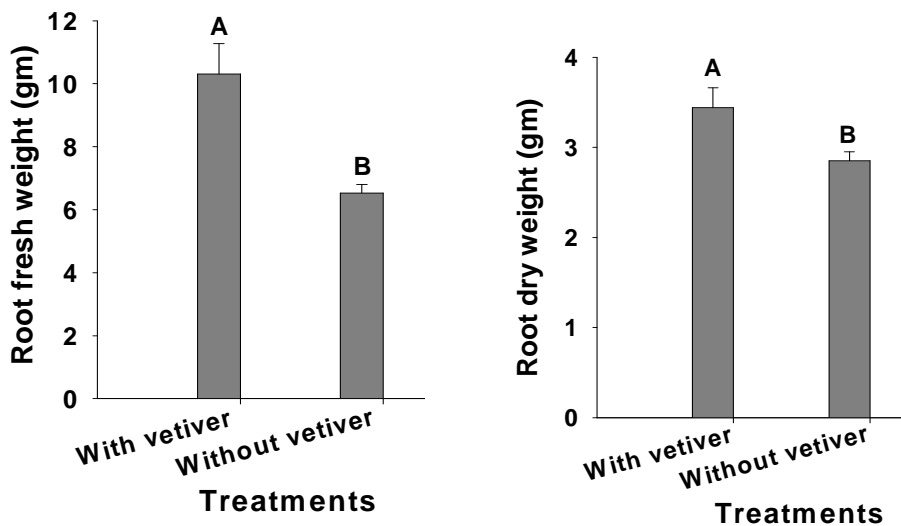 Root fresh weight (gm)
12
10
8
6
4
2
0
A
B
With vetiver
Without vetiver
Treatments
Root dry weight (gm)
4
3
2
1
0
A
B
With vetiver
Without vetiver
Treatments